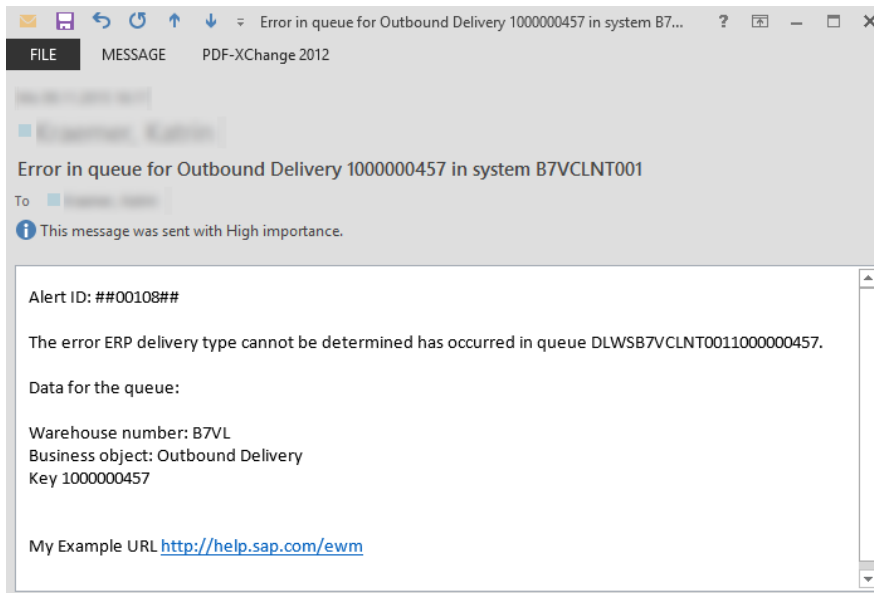 Error in queue for Outbound Delivery 1000000457 in system B7... ?
FILE MESSAGE PDF-XChange 2012
Error in queue for Outbound Delivery 1000000457 in system B7VCLNT001
To
This message was sent with High importance.
Alert ID: ##00108##
The error ERP delivery type cannot be determined has occurred in queue DLWSB7VCLNT0011000000457.
Data for the queue:
Warehouse number: B7VL
Business object: Outbound Delivery
Key 1000000457
My Example URL http://help.sap.com/ewm